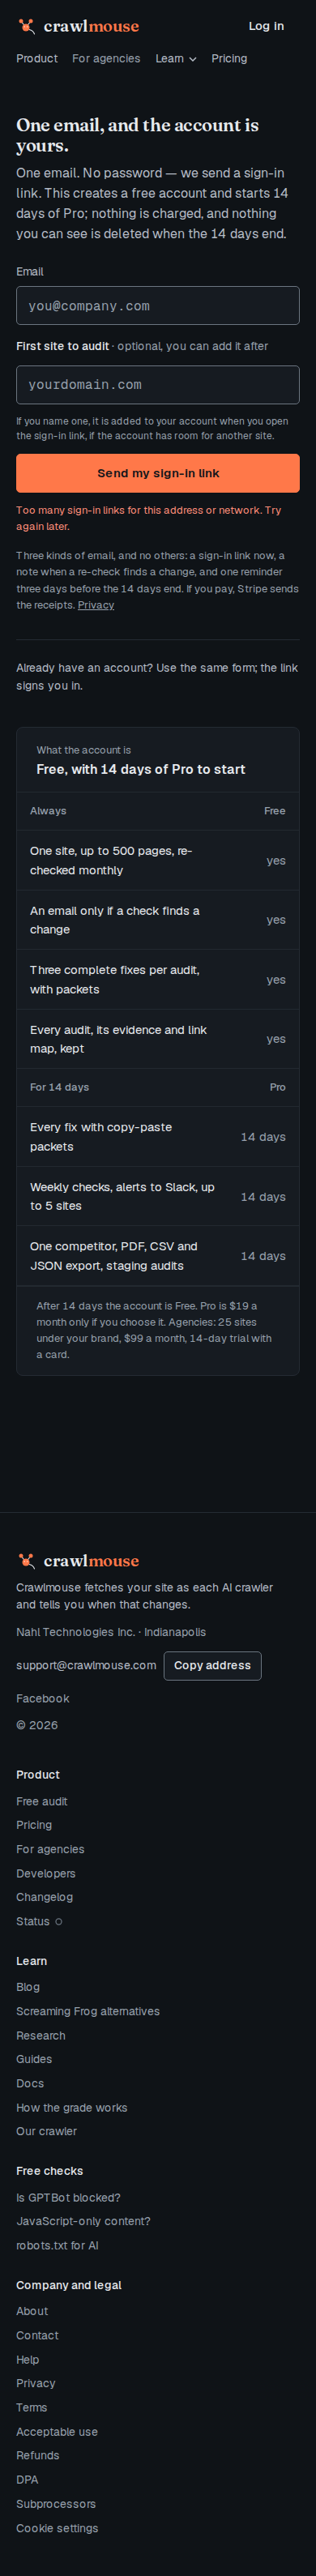 crawlmouse
Log in
Product
For agencies
Learn
Pricing
One email, and the account is
yours.
One email. No password — we send a sign-in
link. This creates a free account and starts 14
days of Pro; nothing is charged, and nothing
you can see is deleted when the 14 days end.
Email
you@company.com
First site to audit · optional, you can add it after
yourdomain.com
If you name one, it is added to your account when you open
the sign-in link, if the account has room for another site.
Send my sign-in link
Too many sign-in links for this address or network. Try
again later.
Three kinds of email, and no others: a sign-in link now, a
note when a re-check finds a change, and one reminder
three days before the 14 days end. If you pay, Stripe sends
the receipts. Privacy
Already have an account? Use the same form; the link
signs you in.
What the account is
Free, with 14 days of Pro to start
Always Free
One site, up to 500 pages, re-
checked monthly
yes
An email only if a check finds a
change
yes
Three complete fixes per audit,
with packets
yes
Every audit, its evidence and link
map, kept
yes
For 14 days Pro
Every fix with copy-paste
packets
14 days
Weekly checks, alerts to Slack, up
to 5 sites
14 days
One competitor, PDF, CSV and
JSON export, staging audits
14 days
After 14 days the account is Free. Pro is $19 a
month only if you choose it. Agencies: 25 sites
under your brand, $99 a month, 14-day trial with
a card.
crawlmouse
Crawlmouse fetches your site as each AI crawler
and tells you when that changes.
Nahl Technologies Inc. · Indianapolis
support@crawlmouse.com
Copy address
Facebook
© 2026
Product
Free audit
Pricing
For agencies
Developers
Changelog
Status
Learn
Blog
Screaming Frog alternatives
Research
Guides
Docs
How the grade works
Our crawler
Free checks
Is GPTBot blocked?
JavaScript-only content?
robots.txt for AI
Company and legal
About
Contact
Help
Privacy
Terms
Acceptable use
Refunds
DPA
Subprocessors
Cookie settings